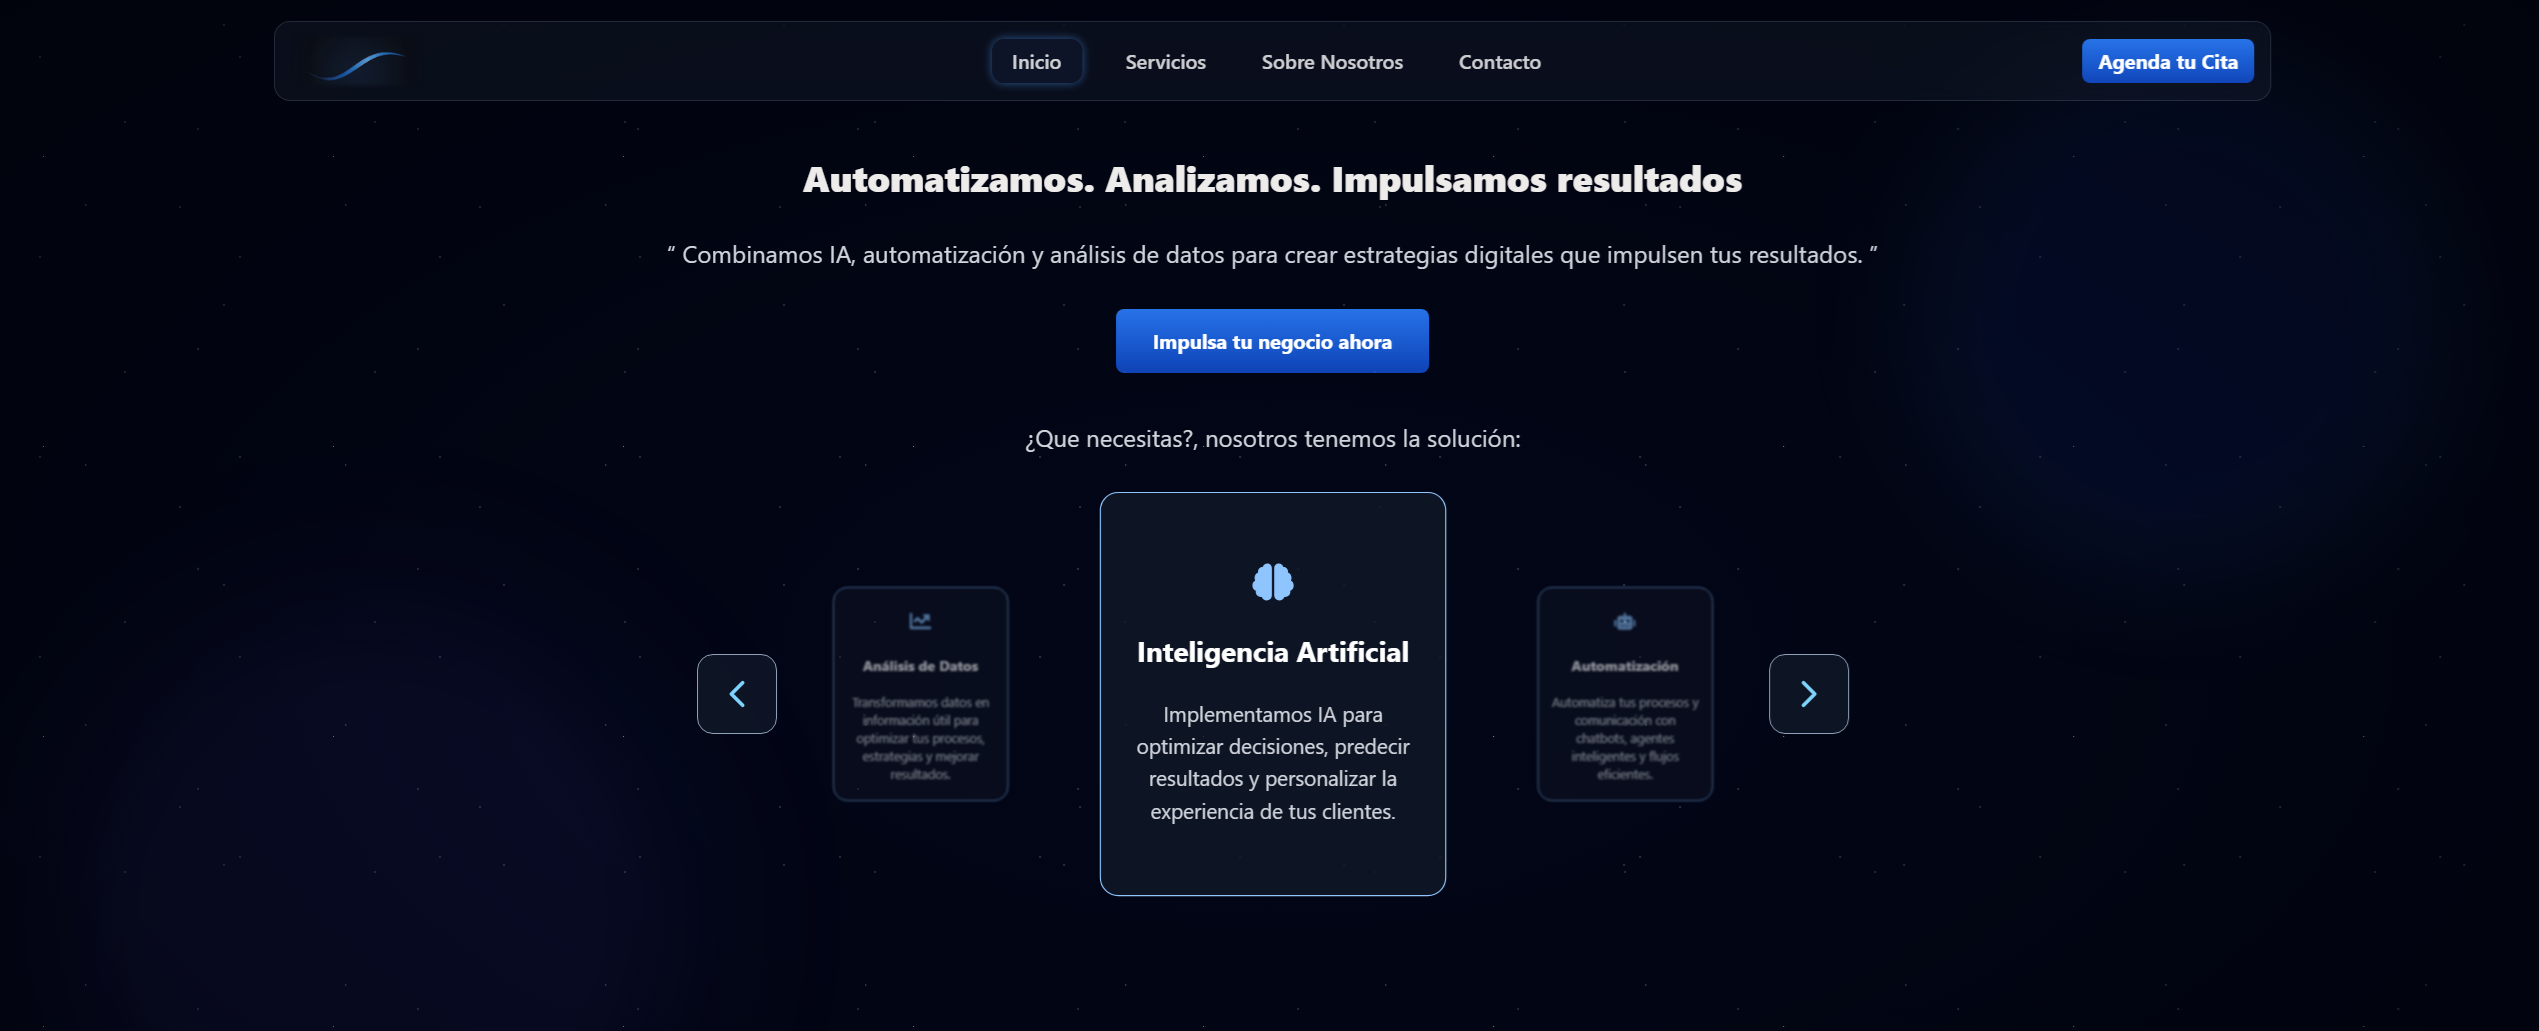 Inicio
Servicios
Sobre Nosotros
Contacto
Agenda tu Cita
Automatizamos. Analizamos. Impulsamos resultados
“ Combinamos IA, automatización y análisis de datos para crear estrategias digitales que impulsen tus resultados. ”
Impulsa tu negocio ahora
¿Que necesitas?, nosotros tenemos la solución:
Análisis de Datos
Transformamos datos en
información útil para
optimizar tus procesos,
estrategias y mejorar
resultados.
Inteligencia Artificial
Implementamos IA para
optimizar decisiones, predecir
resultados y personalizar la
experiencia de tus clientes.
Automatización
Automatiza tus procesos y
comunicación con
chatbots, agentes
inteligentes y flujos
eficientes.